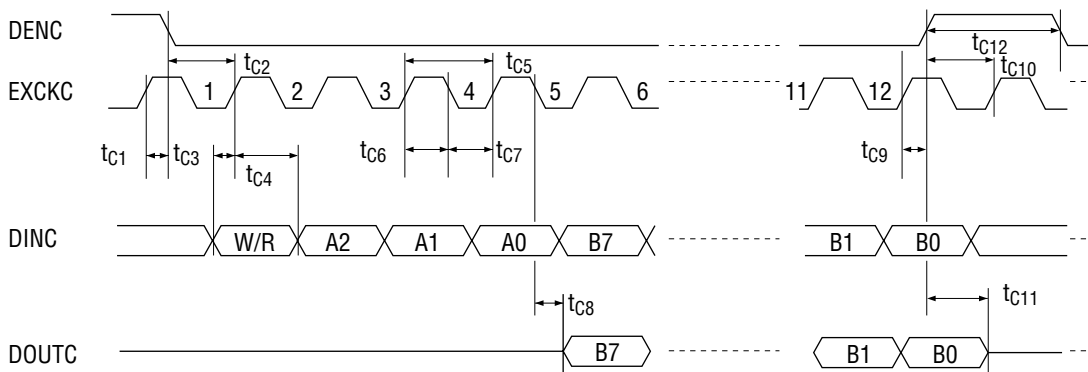 DENC
tC2 tC5 tC12 tC10
EXCKC 1 2 3 4 5 6 11 12
tC1 tC3 tC4 tC6 tC7 tC9
DINC W/R A2 A1 A0 B7 B1 B0
tC8 tC11
DOUTC B7 B1 B0